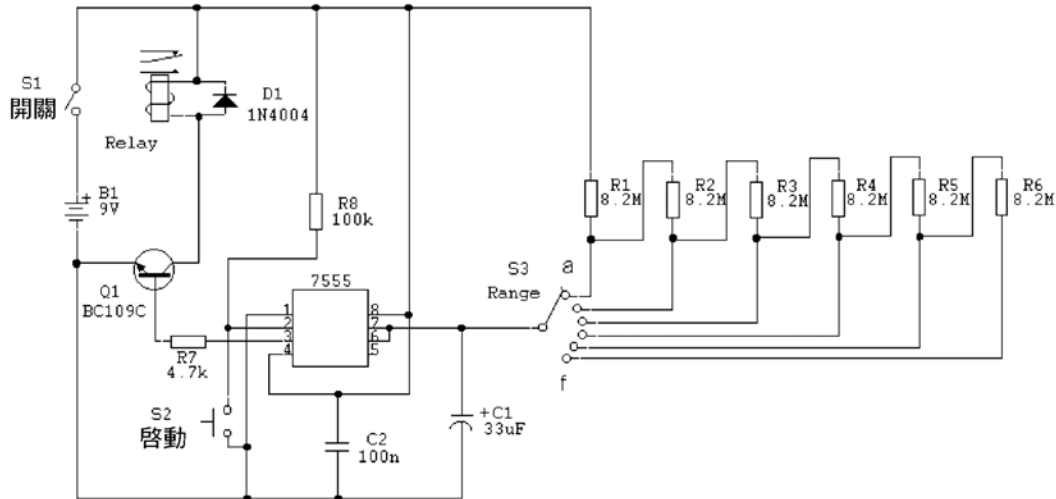 S1
開關
Relay
D1
1N4004
B1
9V
+
Q1
BC109C
R7
4.7k
R8
100k
7555
1
2
3
4
8
7
6
5
S2
啓動
C2
100n
+C1
33uF
S3
Range
a
f
R1
8.2M
R2
8.2M
R3
8.2M
R4
8.2M
R5
8.2M
R6
8.2M